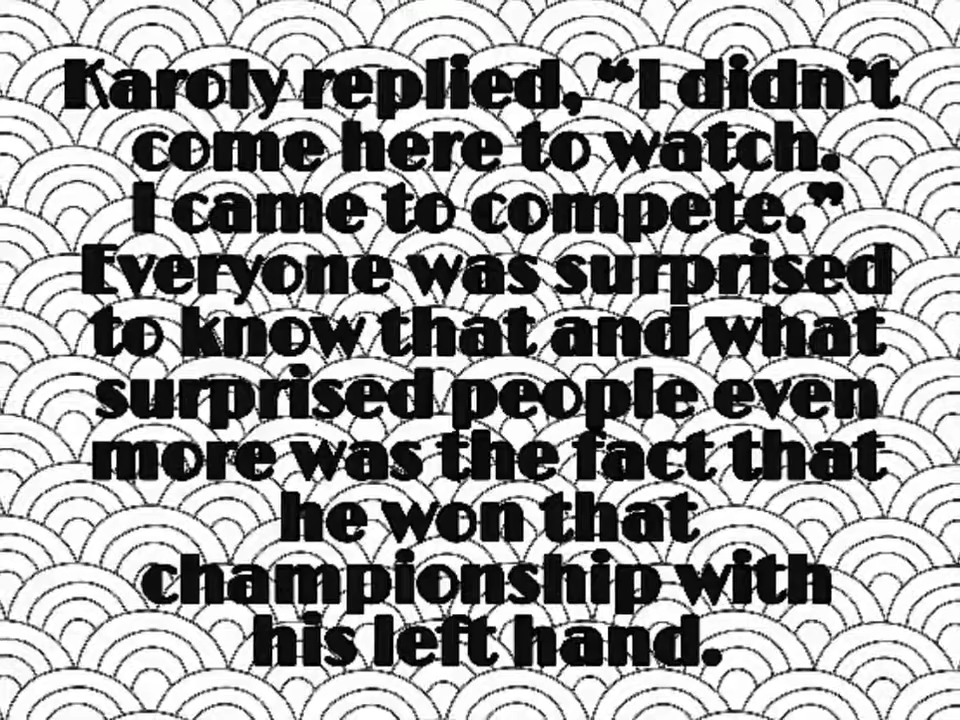 Karoly replied, “I didn’t
come here to watch.
I came to compete.”
Everyone was surprised
to know that and what
surprised people even
more was the fact that
he won that
championship with
his left hand.